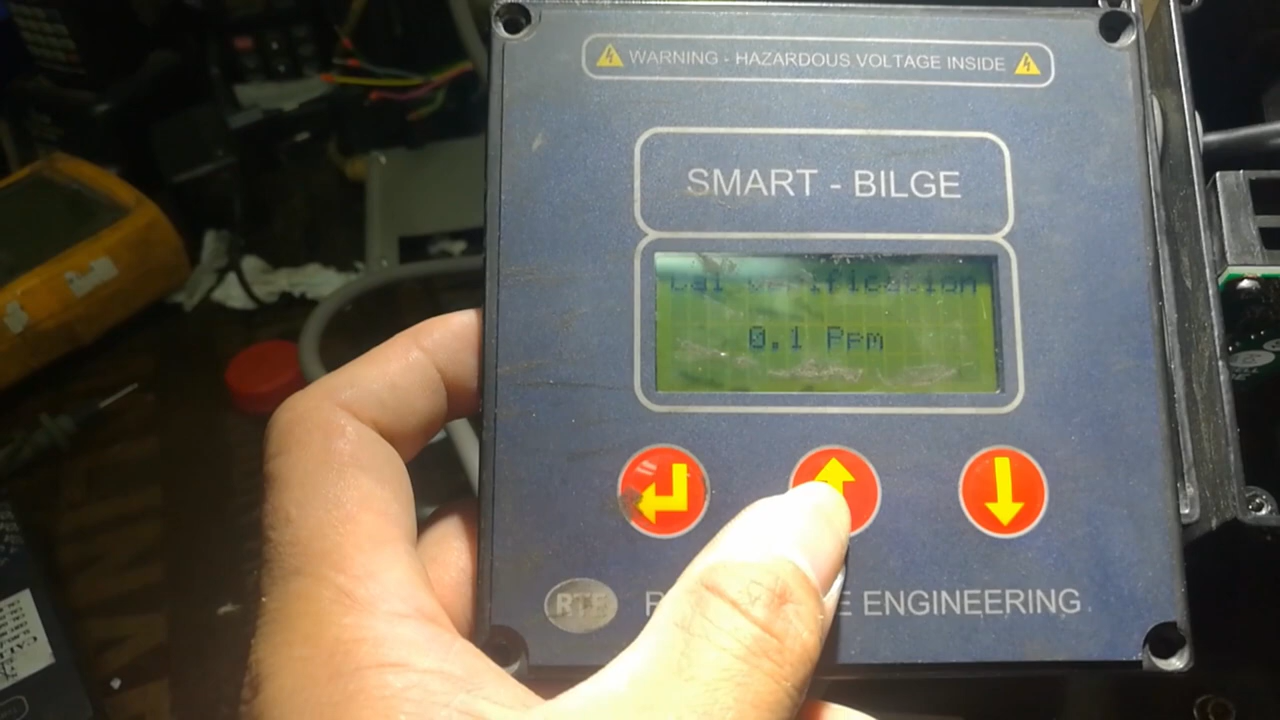 WARNING - HAZARDOUS VOLTAGE INSIDE
SMART - BILGE
Cal verification
0.1 Ppm
RTE
ENGINEERING